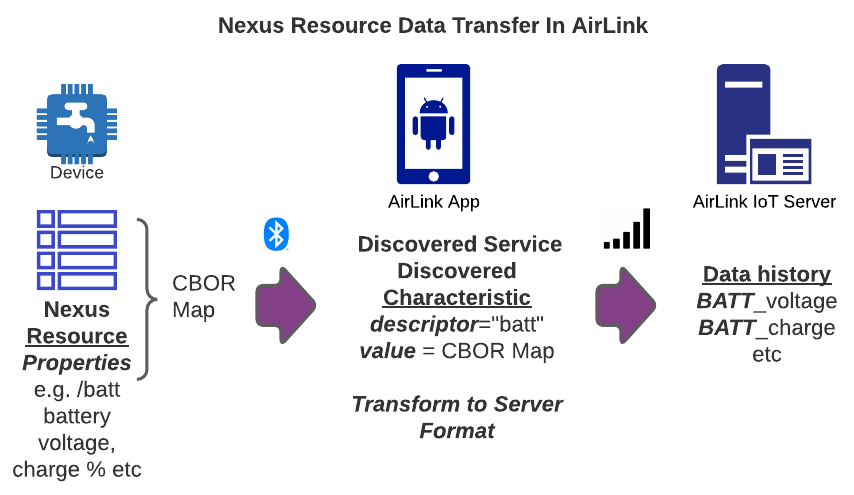 Nexus Resource Data Transfer In AirLink
Device
AirLink App
AirLink IoT Server
Nexus
Resource
Properties
e.g. /batt
battery
voltage,
charge % etc
CBOR
Map
Discovered Service
Discovered
Characteristic
descriptor="batt"
value = CBOR Map
Transform to Server
Format
Data history
BATT_voltage
BATT_charge
etc